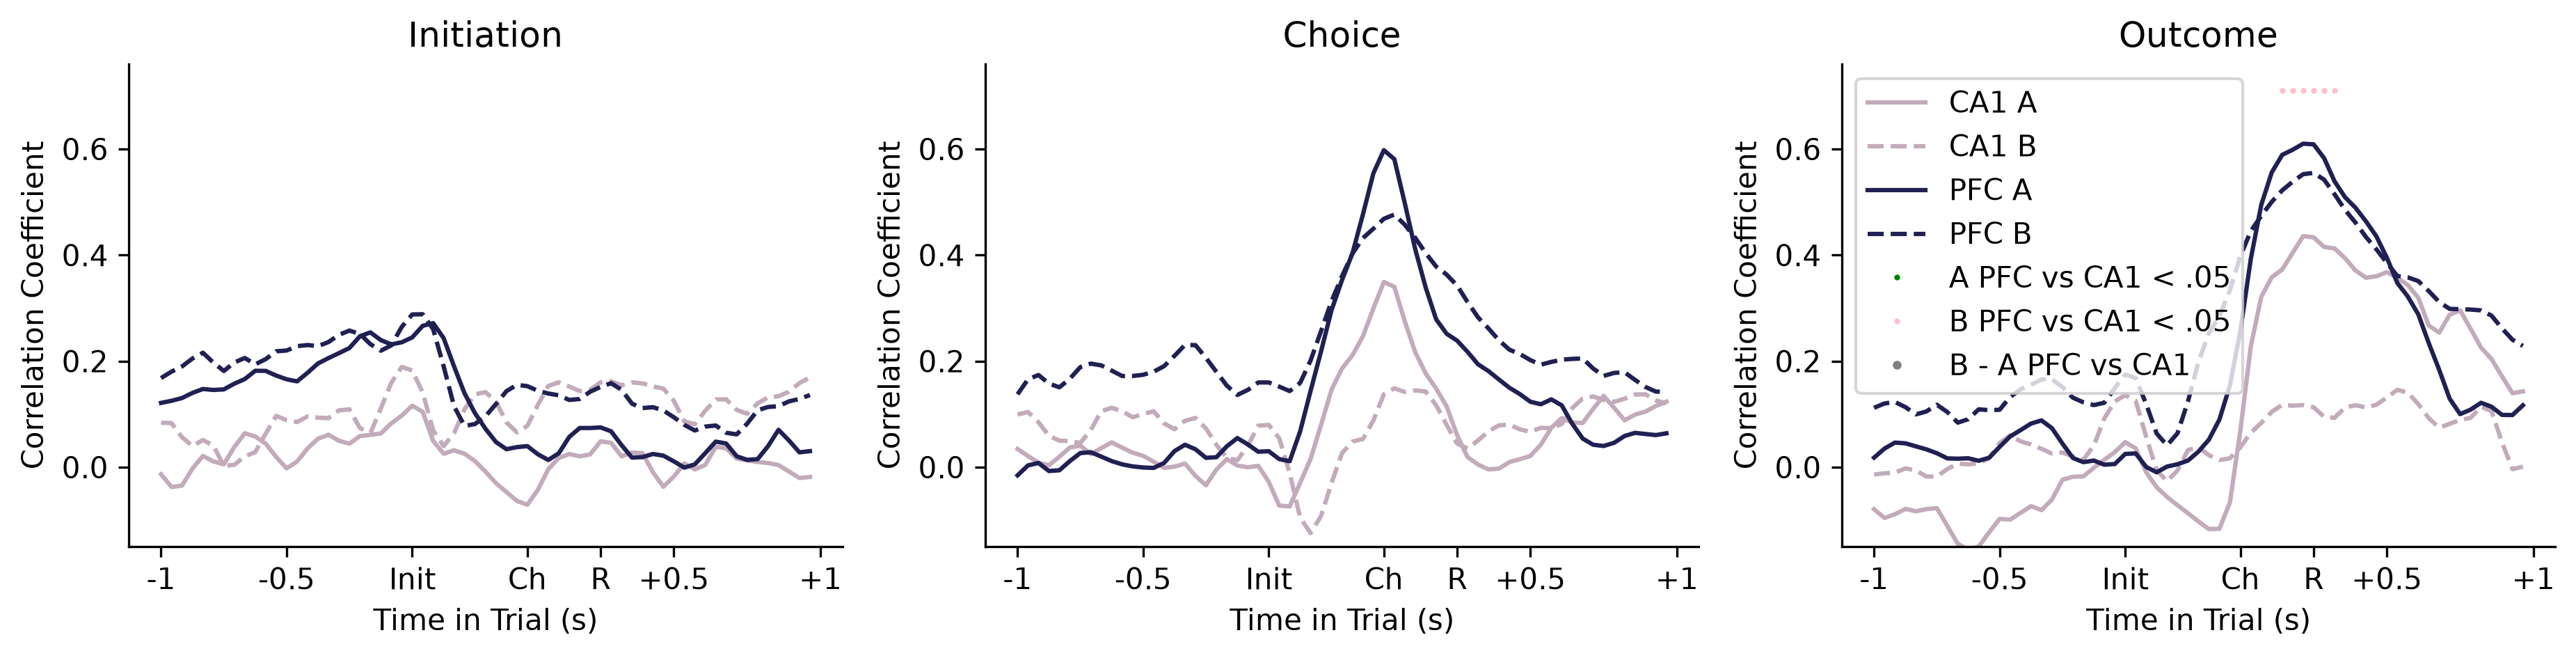 Initiation
Correlation Coefficient
0.6
0.4
0.2
0.0
-1 -0.5 Init Ch R +0.5 +1
Time in Trial (s)
Choice
Correlation Coefficient
0.6
0.4
0.2
0.0
-1 -0.5 Init Ch R +0.5 +1
Time in Trial (s)
Outcome
Correlation Coefficient
0.6
0.4
0.2
0.0
CA1 A
CA1 B
PFC A
PFC B
A PFC vs CA1 < .05
B PFC vs CA1 < .05
B - A PFC vs CA1
-1 -0.5 Init Ch R +0.5 +1
Time in Trial (s)